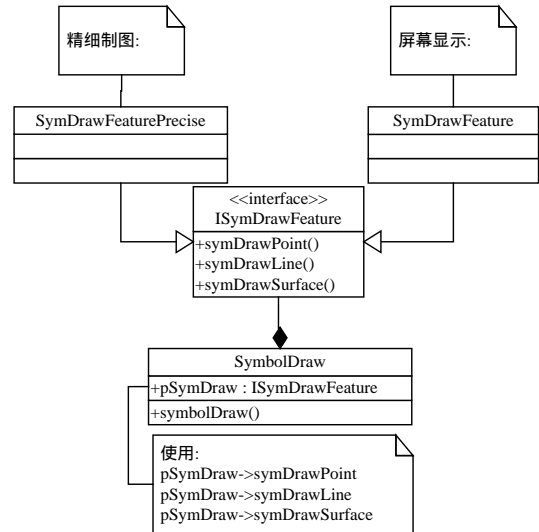 精细制图:
屏幕显示:
SymDrawFeaturePrecise
SymDrawFeature
<<interface>>
ISymDrawFeature
+symDrawPoint()
+symDrawLine()
+symDrawSurface()
SymbolDraw
+pSymDraw : ISymDrawFeature
+symbolDraw()
使用:
pSymDraw->symDrawPoint
pSymDraw->symDrawLine
pSymDraw->symDrawSurface